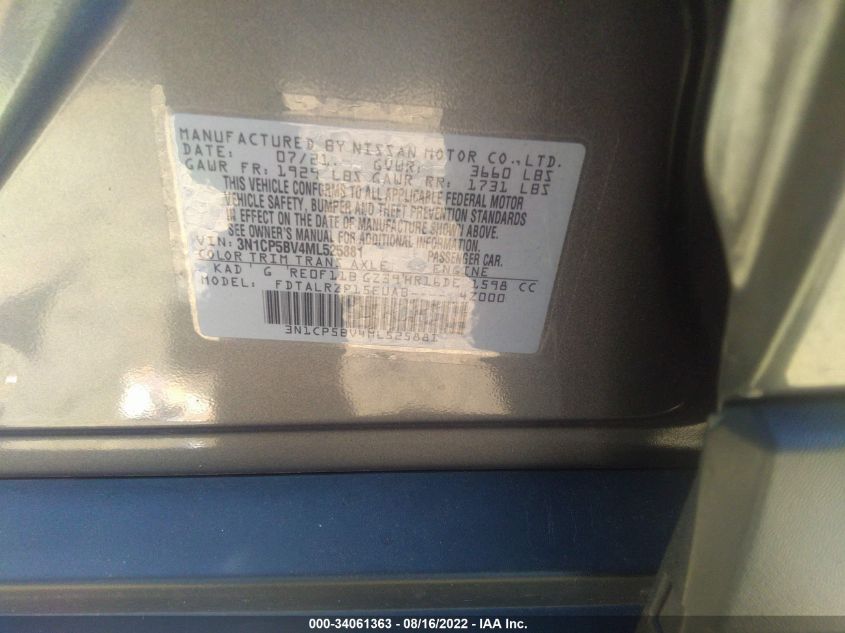 MANUFACTURED BY NISSAN MOTOR CO., LTD.
DATE: 07/21 GVWR: 3660 LBS
GAWR FR: 1929 LBS GAWR RR: 1731 LBS
THIS VEHICLE CONFORMS TO ALL APPLICABLE FEDERAL MOTOR
VEHICLE SAFETY, BUMPER AND THEFT PREVENTION STANDARDS
IN EFFECT ON THE DATE OF MANUFACTURE SHOWN ABOVE.
SEE OWNER'S MANUAL FOR ADDITIONAL INFORMATION.
VIN: 3N1CP5BV4ML525881 PASSENGER CAR.
COLOR TRIM TRANS AXLE ENGINE
KAD G RE0F11B HR16DE 1598 CC
MODEL: 42000
3N1CP5BV4ML525881
000-34061363 - 08/16/2022 - IAA Inc.